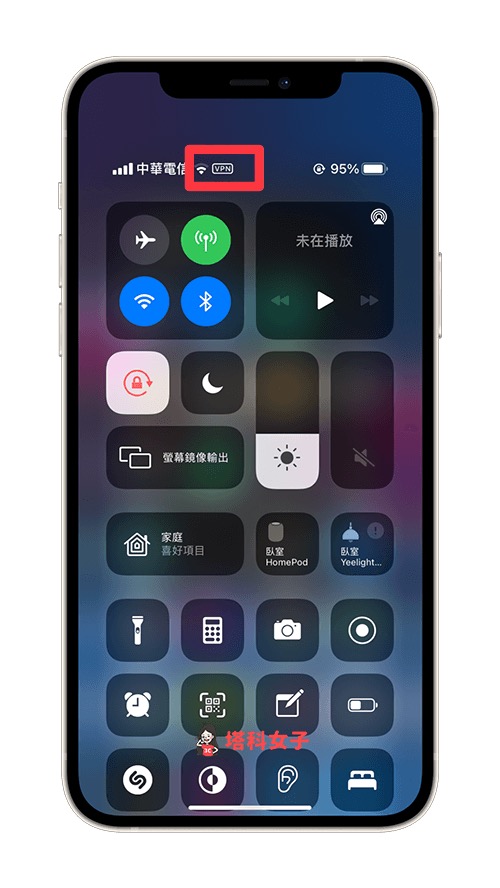 中華電信 VPN 95%
未在播放
螢幕鏡像輸出
家庭
喜好項目
臥室
HomePod
臥室
Yeelight...
3C 塔科女子